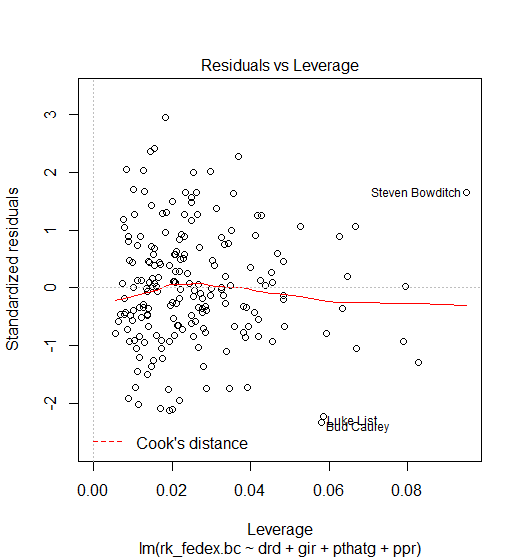 Residuals vs Leverage
Standardized residuals
3
2
1
0
-1
-2
Steven Bowditch
Luke List
Bud Cauley
Cook's distance
0.00 0.02 0.04 0.06 0.08
Leverage
lm(rk_fedex.bc ~ drd + gir + pthatg + ppr)